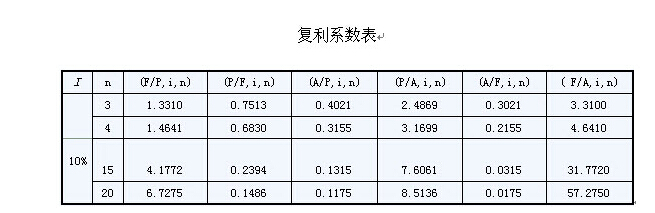 复利系数表
I n (F/P,i,n) (P/F,i,n) (A/P,i,n) (P/A,i,n) (A/F,i,n) ( F/A,i,n)
3 1.3310 0.7513 0.4021 2.4869 0.3021 3.3100
4 1.4641 0.6830 0.3155 3.1699 0.2155 4.6410
10% 15 4.1772 0.2394 0.1315 7.6061 0.0315 31.7720
20 6.7275 0.1486 0.1175 8.5136 0.0175 57.2750